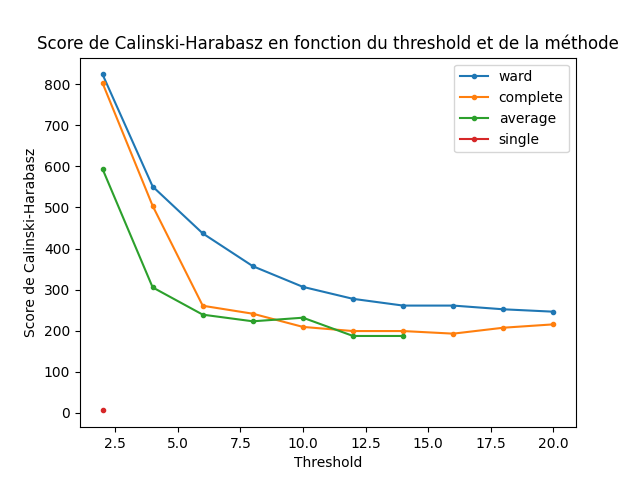 Score de Calinski-Harabasz en fonction du threshold et de la méthode
ward
complete
average
single
Score de Calinski-Harabasz
800
700
600
500
400
300
200
100
0
2.5 5.0 7.5 10.0 12.5 15.0 17.5 20.0
Threshold